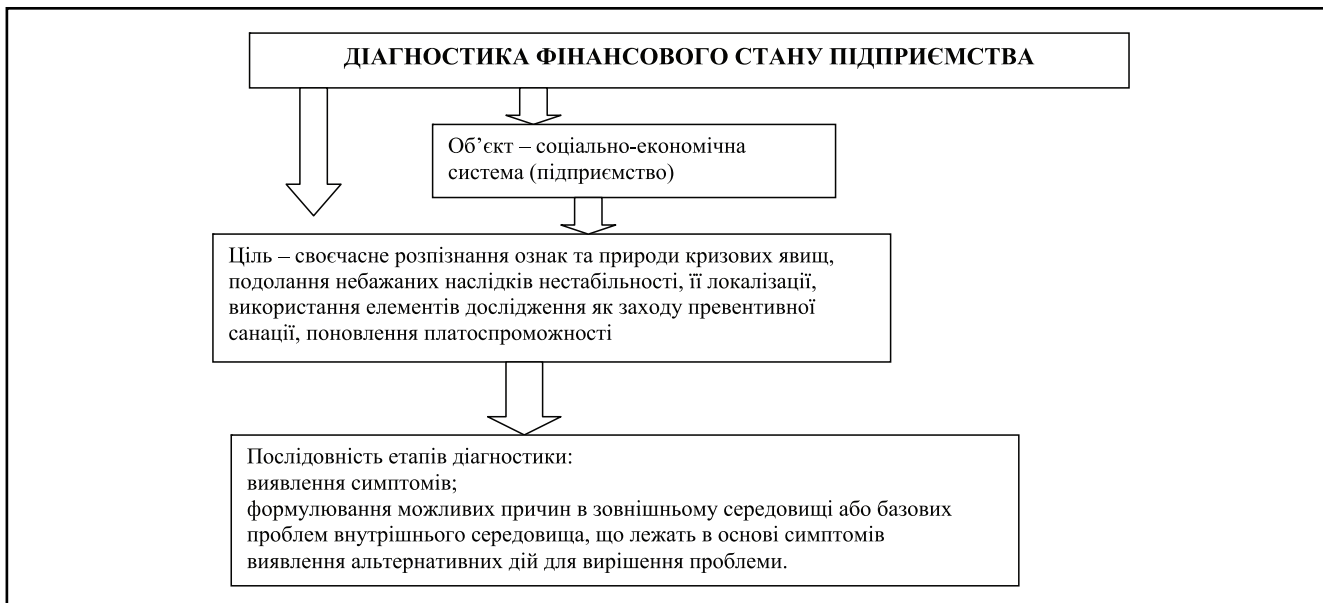 ДІАГНОСТИКА ФІНАНСОВОГО СТАНУ ПІДПРИЄМСТВА
Об’єкт – соціально-економічна
система (підприємство)
Ціль – своєчасне розпізнання ознак та природи кризових явищ,
подолання небажаних наслідків нестабільності, її локалізації,
використання елементів дослідження як заходу превентивної
санації, поновлення платоспроможності
Послідовність етапів діагностики:
виявлення симптомів;
формулювання можливих причин в зовнішньому середовищі або базових
проблем внутрішнього середовища, що лежать в основі симптомів
виявлення альтернативних дій для вирішення проблеми.